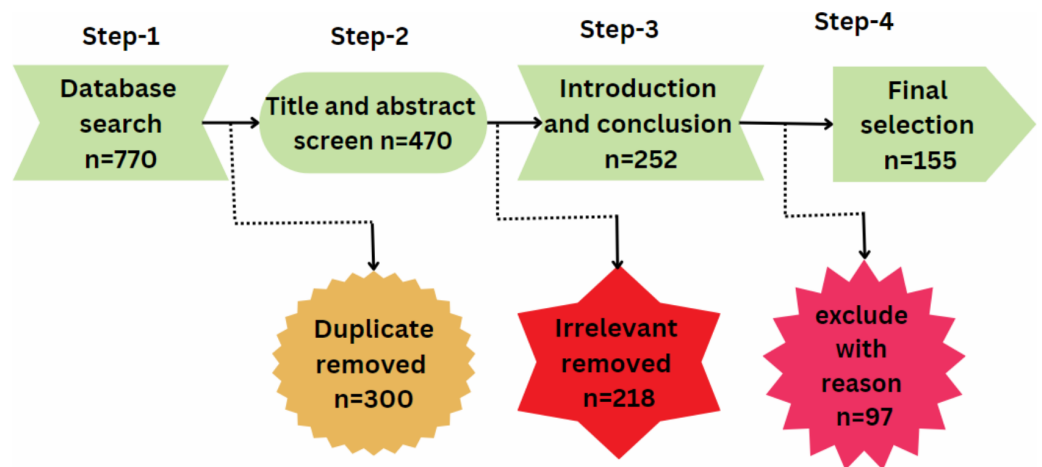 Step-1
Step-2
Step-3
Step-4
Database
search
n=770
Title and abstract
screen n=470
Introduction
and conclusion
n=252
Final
selection
n=155
Duplicate
removed
n=300
Irrelevant
removed
n=218
exclude
with
reason
n=97